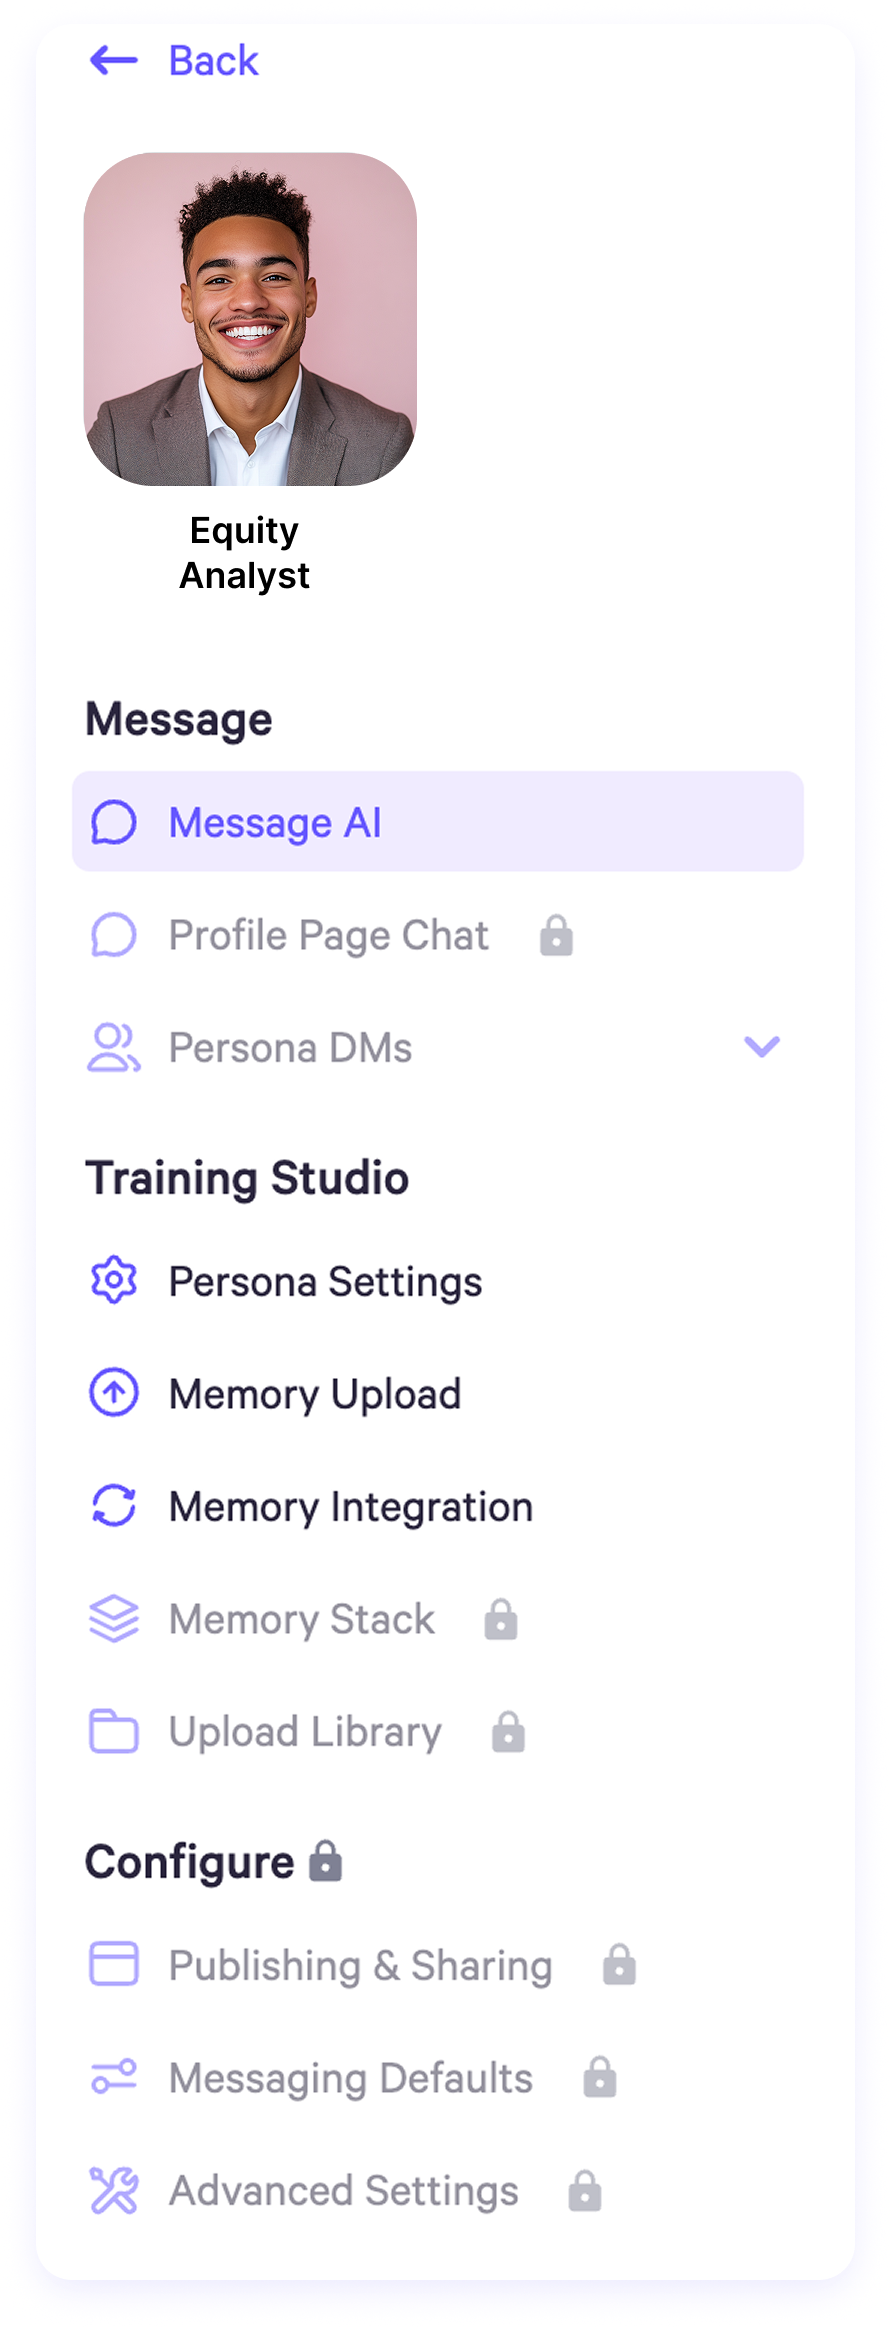 Back
Equity
Analyst
Message
Message AI
Profile Page Chat
Persona DMs
Training Studio
Persona Settings
Memory Upload
Memory Integration
Memory Stack
Upload Library
Configure
Publishing & Sharing
Messaging Defaults
Advanced Settings